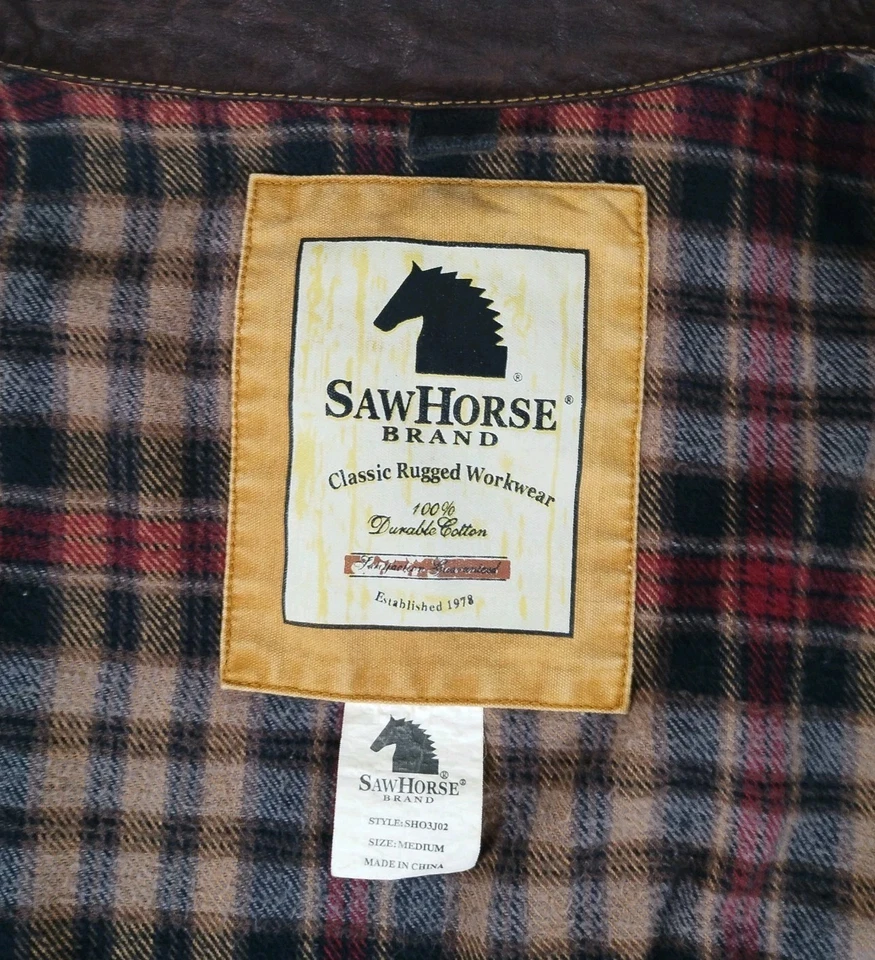 ®
SAWHORSE®
BRAND
Classic Rugged Workwear
100%
Durable Cotton
Guaranteed
Established 1978
®
SAWHORSE®
BRAND
STYLE:SHO3J02
SIZE:MEDIUM
MADE IN CHINA